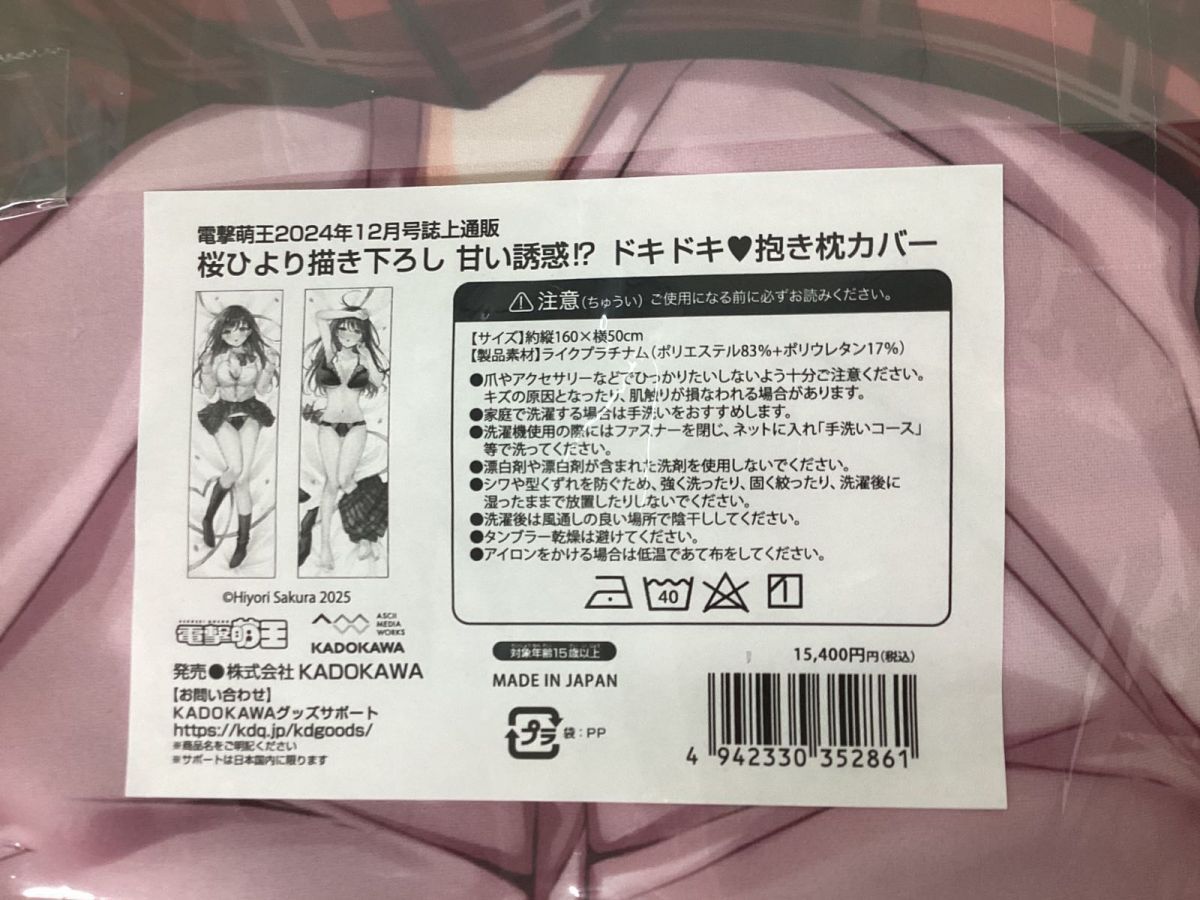 電撃萌王2024年12月号誌上通販
桜ひより描き下ろし 甘い誘惑!? ドキドキ♥抱き枕カバー
⚠注意(ちゅうい) ご使用になる前に必ずお読みください。
【サイズ】約縦160×横50cm
【製品素材】ライクプラチナム(ポリエステル83%+ポリウレタン17%)
●爪やアクセサリーなどでひっかりたいしないよう十分ご注意ください。
キズの原因となったり、肌触りが損なわれる場合があります。
●家庭で洗濯する場合は手洗いをおすすめします。
●洗濯機使用の際にはファスナーを閉じ、ネットに入れ「手洗いコース」
等で洗ってください。
●漂白剤や漂白剤が含まれた洗剤を使用しないでください。
●シワや型くずれを防ぐため、強く洗ったり、固く絞ったり、洗濯後に
湿ったままで放置したりしないでください。
●洗濯後は風通しの良い場所で陰干ししてください。
●タンブラー乾燥は避けてください。
●アイロンをかける場合は低温であて布をしてください。
40
©Hiyori Sakura 2025
電撃萌王
ASCII
MEDIA
WORKS
KADOKAWA
発売●株式会社 KADOKAWA
【お問い合わせ】
KADOKAWAグッズサポート
https://kdq.jp/kdgoods/
※商品名をご明記ください
※サポートは日本国内に限ります
対象年齢15歳以上
MADE IN JAPAN
プラ
袋:PP
15,400円円(税込)
4 942330 352861